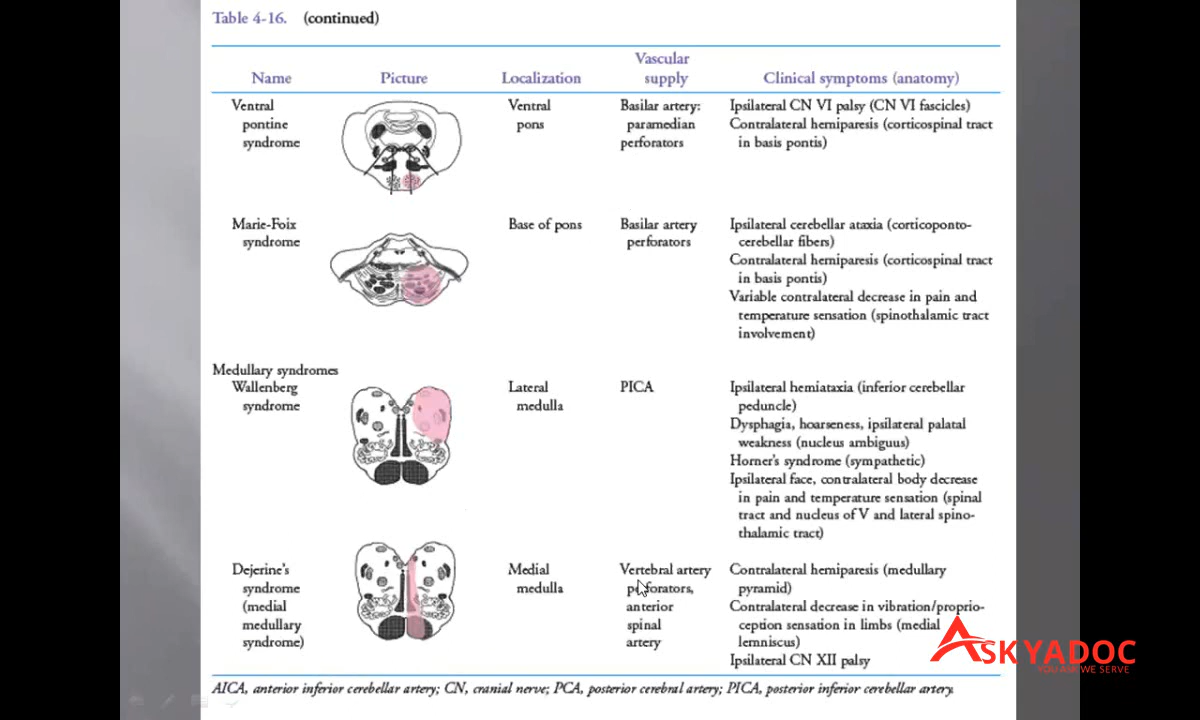 Table 4-16. (continued)
Name Picture Localization Vascular supply Clinical symptoms (anatomy)
Ventral pontine syndrome
Ventral pons
Basilar artery: paramedian perforators
Ipsilateral CN VI palsy (CN VI fascicles)
Contralateral hemiparesis (corticospinal tract
in basis pontis)
Marie-Foix syndrome
Base of pons
Basilar artery perforators
Ipsilateral cerebellar ataxia (corticoponto-
cerebellar fibers)
Contralateral hemiparesis (corticospinal tract
in basis pontis)
Variable contralateral decrease in pain and
temperature sensation (spinothalamic tract
involvement)
Medullary syndromes
Wallenberg syndrome
Lateral medulla
PICA
Ipsilateral hemiataxia (inferior cerebellar
peduncle)
Dysphagia, hoarseness, ipsilateral palatal
weakness (nucleus ambiguus)
Horner's syndrome (sympathetic)
Ipsilateral face, contralateral body decrease
in pain and temperature sensation (spinal
tract and nucleus of V and lateral spino-
thalamic tract)
Dejerine's syndrome (medial medullary syndrome)
Medial medulla
Vertebral artery perforators, anterior spinal artery
Contralateral hemiparesis (medullary
pyramid)
Contralateral decrease in vibration/proprio-
ception sensation in limbs (medial
lemniscus)
Ipsilateral CN XII palsy
ASKYADOC
YOU ASK WE SERVE
AICA, anterior inferior cerebellar artery; CN, cranial nerve; PCA, posterior cerebral artery; PICA, posterior inferior cerebellar artery.